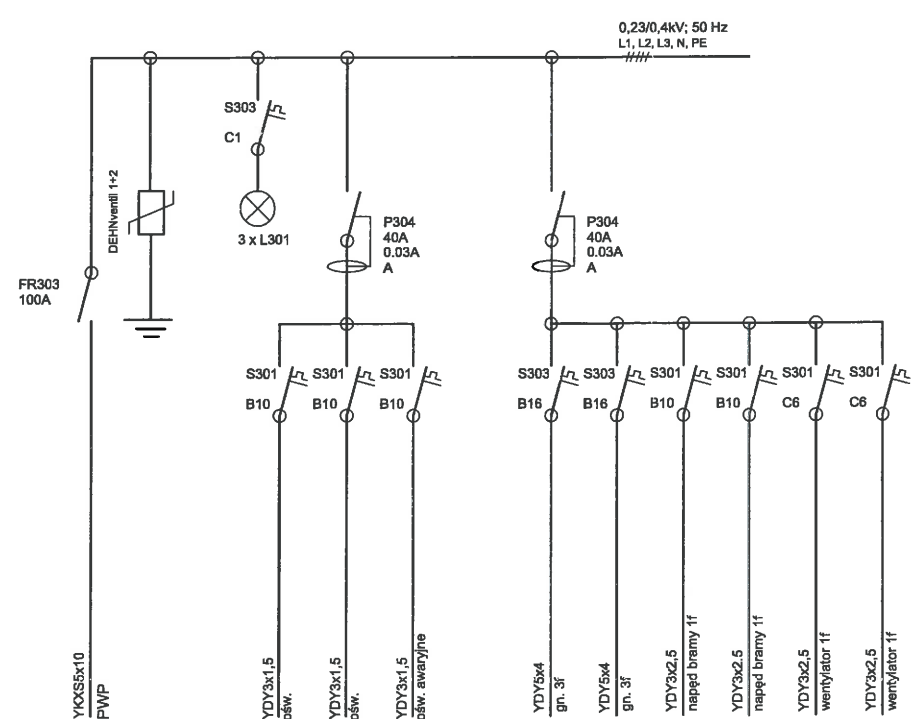 0,23/0,4kV; 50 Hz
L1, L2, L3, N, PE
S303
C1
DEHNventil 1+2
3 x L301
P304
40A
0.03A
A
P304
40A
0.03A
A
FR303
100A
S301
B10
S301
B10
S301
B10
S303
B16
S303
B16
S301
B10
S301
B10
S301
C6
S301
C6
YKXS5x10
PWP
YDY3x1,5
ośw.
YDY3x1,5
ośw.
YDY3x1,5
ośw. awaryjne
YDY5x4
gn. 3f
YDY5x4
gn. 3f
YDY3x2,5
napęd bramy 1f
YDY3x2,5
napęd bramy 1f
YDY3x2,5
wentylator 1f
YDY3x2,5
wentylator 1f